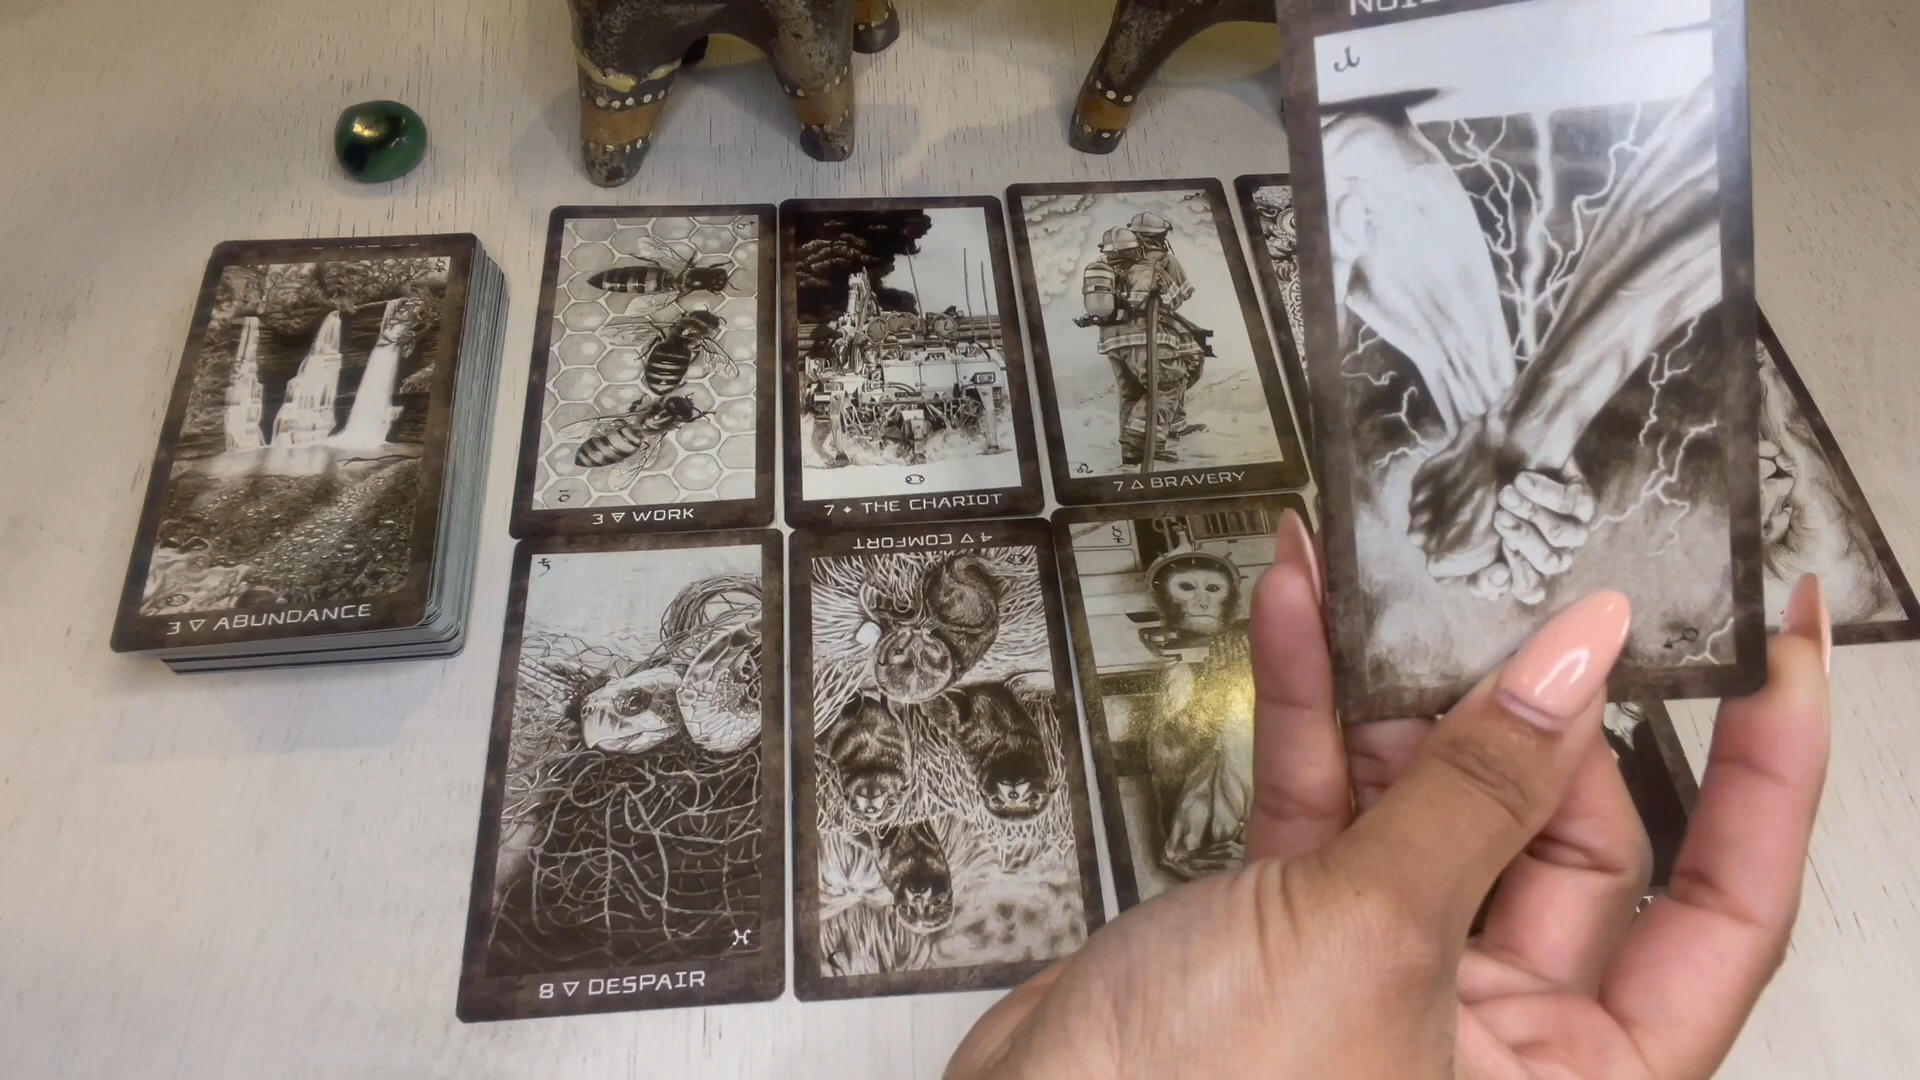 3 🜃 WORK
7 ♦ THE CHARIOT
7 △ BRAVERY
3 ▽ ABUNDANCE
4 ▽ COMFORT
8 ▽ DESPAIR